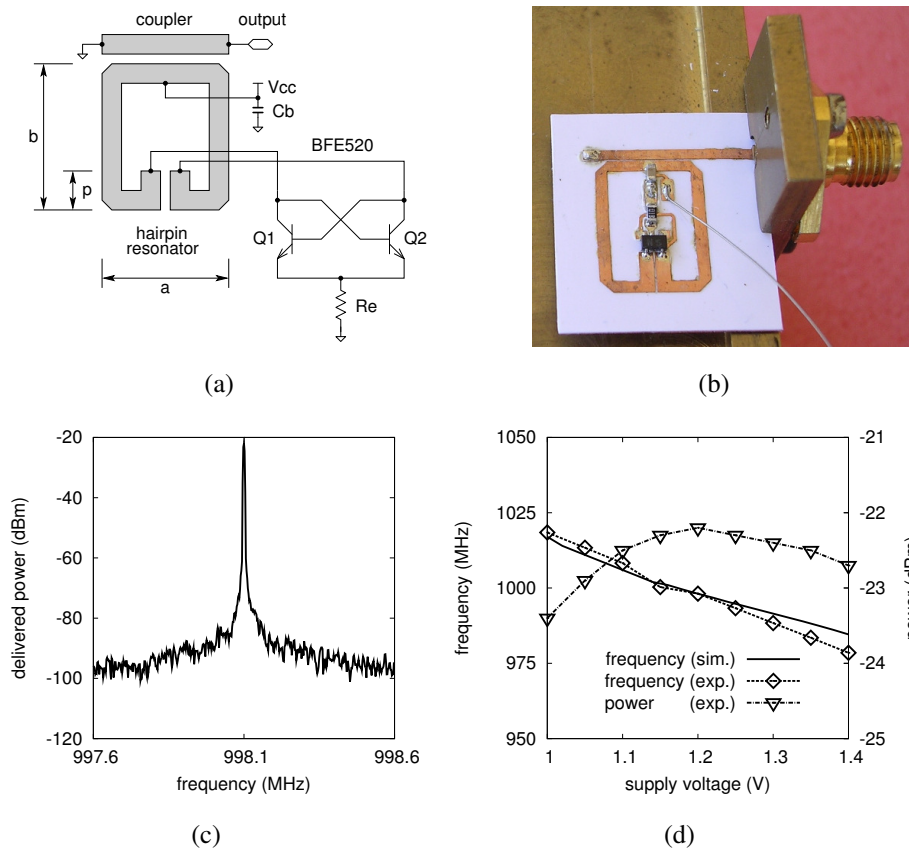 coupler
output
Vcc
Cb
b
BFE520
p
hairpin
resonator
Q1
Q2
a
Re
(a)
(b)
-20
-40
-60
-80
-100
-120
delivered power (dBm)
997.6
998.1
998.6
frequency (MHz)
(c)
1050
1025
1000
975
950
frequency (MHz)
-21
-22
-23
-24
-25
frequency (sim.)
frequency (exp.)
power (exp.)
1
1.1
1.2
1.3
1.4
supply voltage (V)
(d)